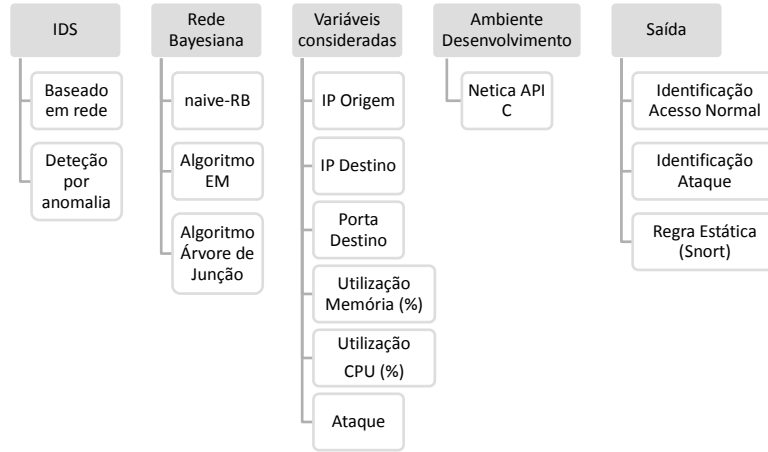 IDS
Baseado
em rede
Deteção
por
anomalia
Rede
Bayesiana
naive-RB
Algoritmo
EM
Algoritmo
Árvore de
Junção
Variáveis
consideradas
IP Origem
IP Destino
Porta
Destino
Utilização
Memória (%)
Utilização
CPU (%)
Ataque
Ambiente
Desenvolvimento
Netica API
C
Saída
Identificação
Acesso Normal
Identificação
Ataque
Regra Estática
(Snort)